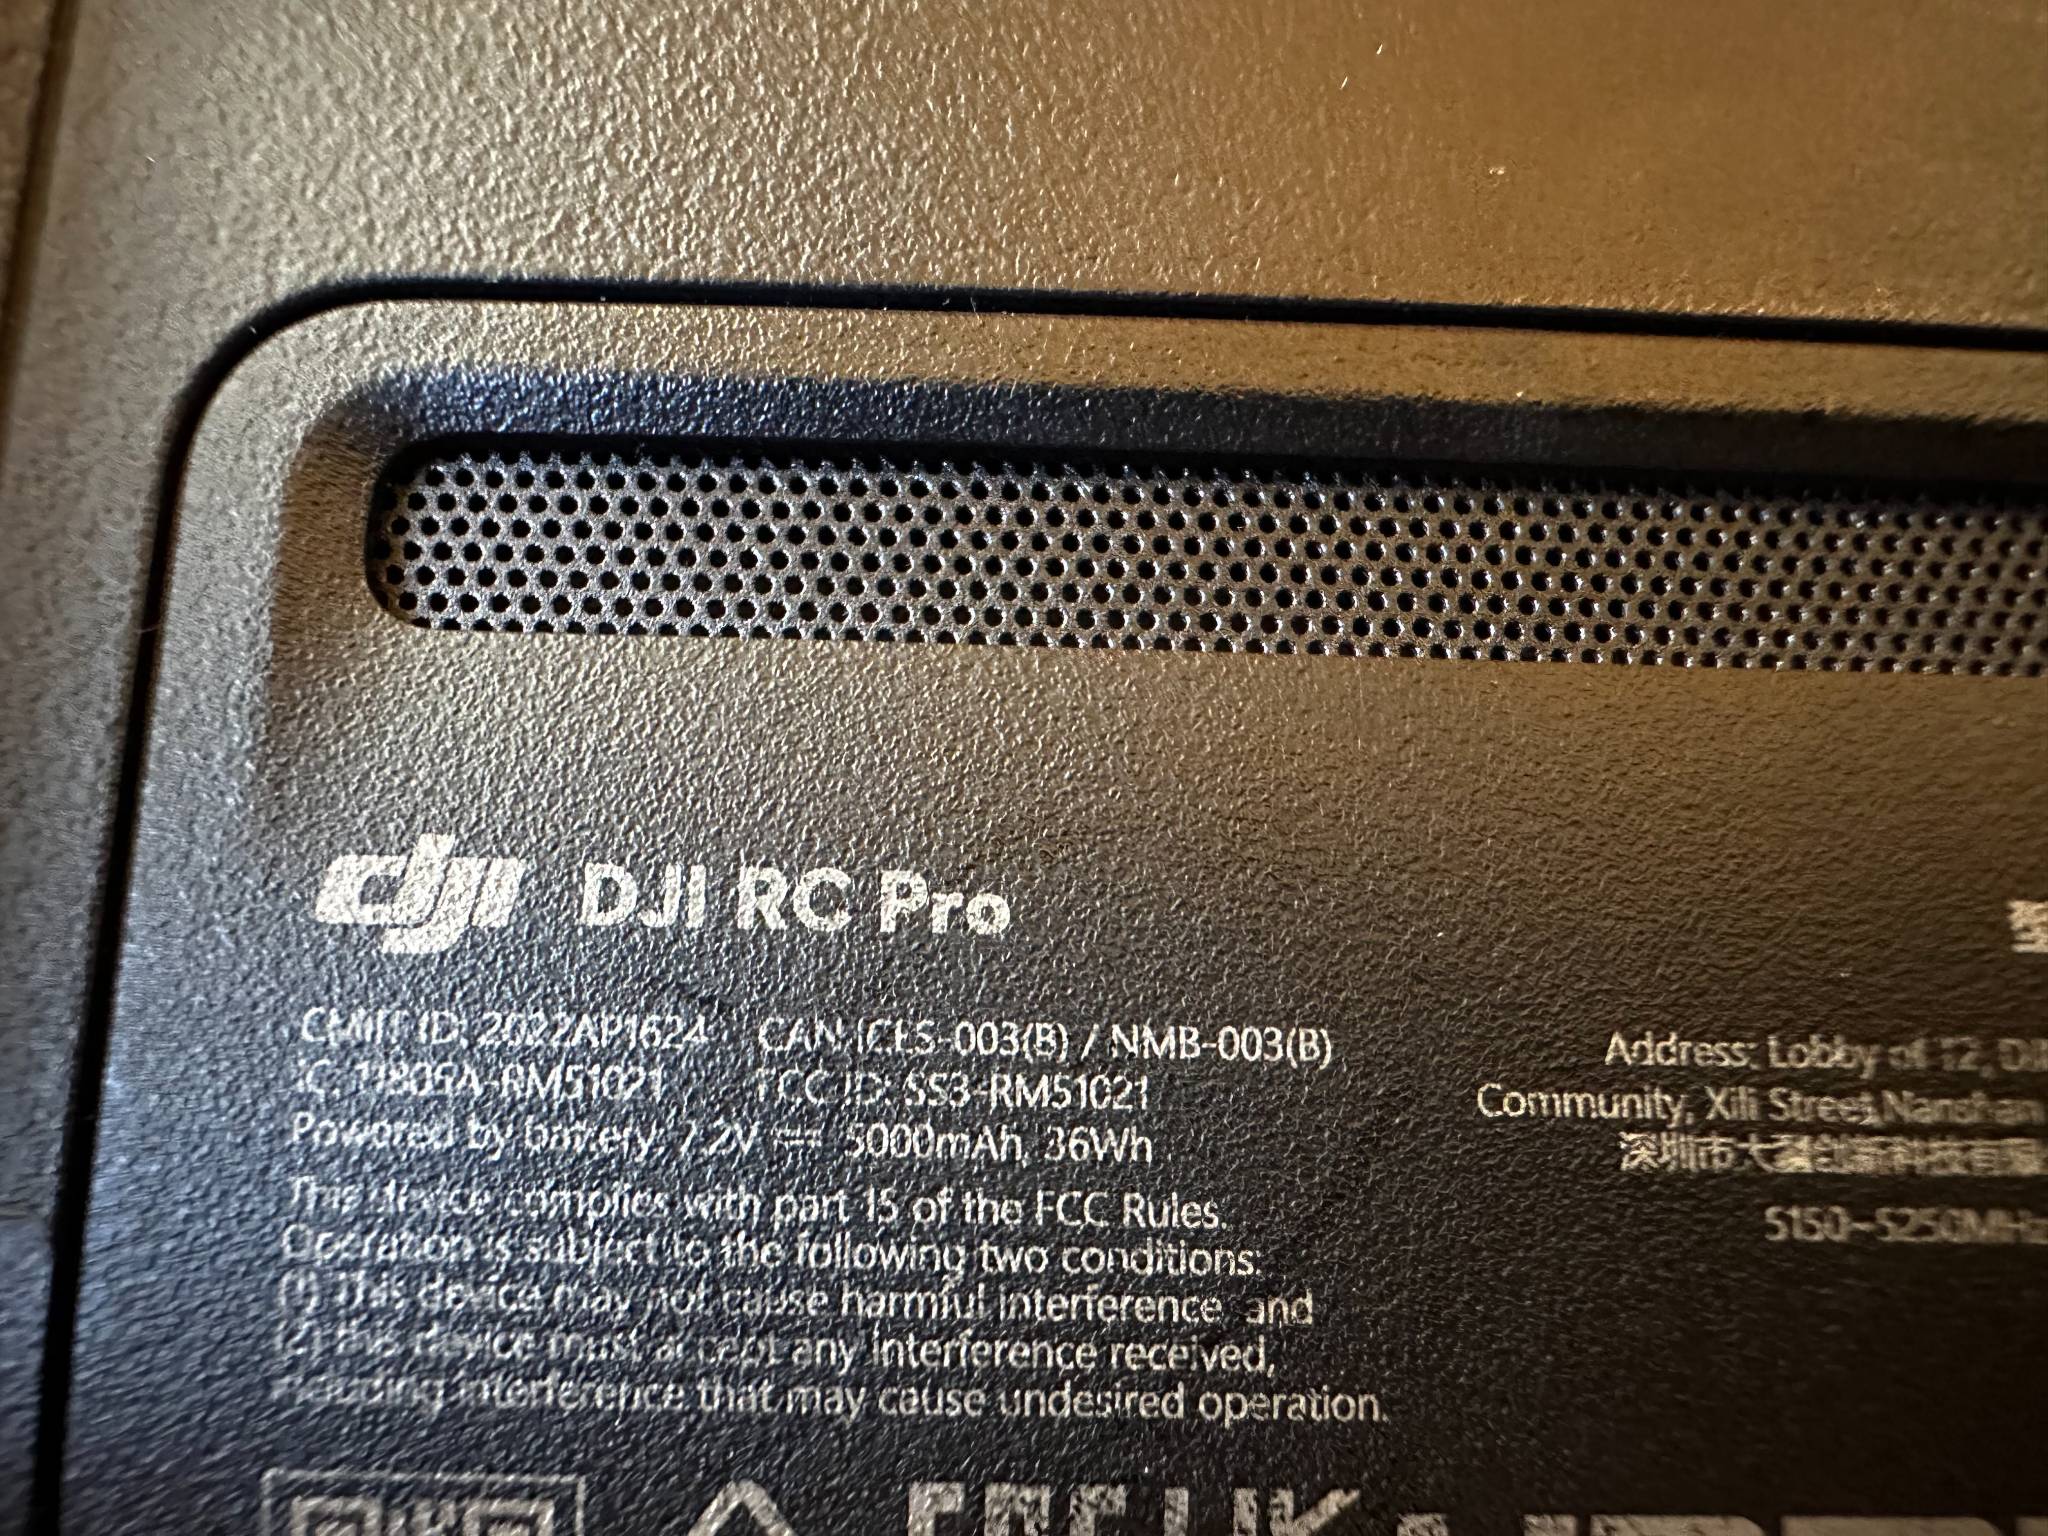 dji DJI RC Pro
CMIIT ID: 2022AP1624 CAN ICES-003(B) / NMB-003(B)
IC: 11805A-RM51021 FCC ID: SS3-RM51021
Powered by battery, 7.2V ⎓ 5000mAh, 36Wh
This device complies with part 15 of the FCC Rules.
Operation is subject to the following two conditions:
(1) This device may not cause harmful interference, and
(2) this device must accept any interference received,
including interference that may cause undesired operation.
Address: Lobby of T2, DJI
Community, Xili Street, Nanshan
深圳市大疆创新科技有限
5150-5250MHz